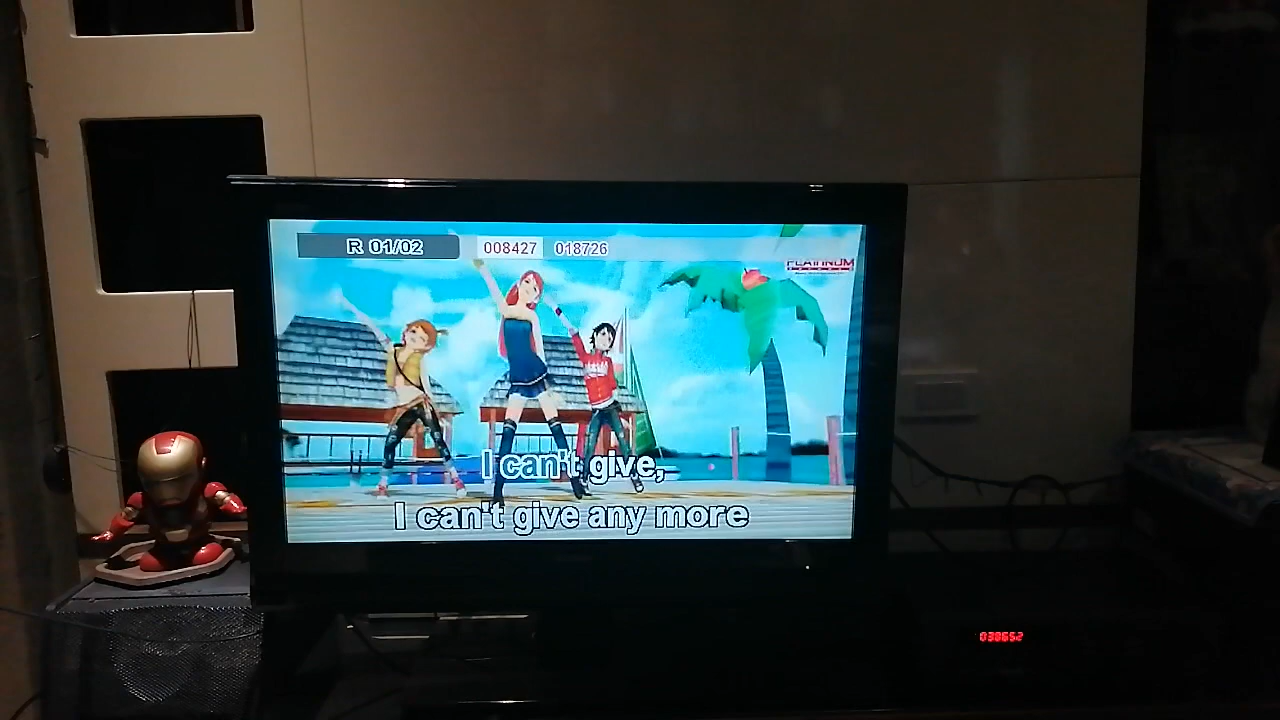 R 01/02 008427 018726
PLATINUM
I can't give,
I can't give any more
038652